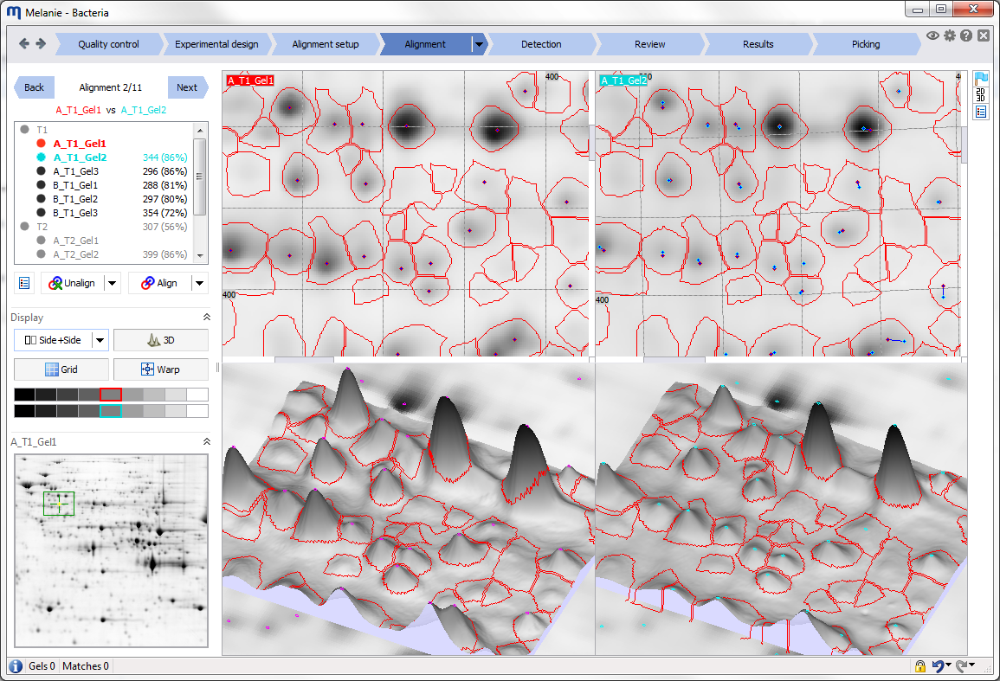 Melanie - Bacteria
Quality control
Experimental design
Alignment setup
Alignment
Detection
Review
Results
Picking
Back
Alignment 2/11
Next
A_T1_Gel1 vs A_T1_Gel2
T1
A_T1_Gel1
A_T1_Gel2 344 (86%)
A_T1_Gel3 296 (86%)
B_T1_Gel1 288 (81%)
B_T1_Gel2 297 (80%)
B_T1_Gel3 354 (72%)
T2 307 (56%)
A_T2_Gel1
A_T2_Gel2 399 (86%)
Unalign
Align
Display
Side+Side
3D
Grid
Warp
A_T1_Gel1
A_T1_Gel1
400
400
A_T1_Gel2
400
2D
3D
Gels 0
Matches 0